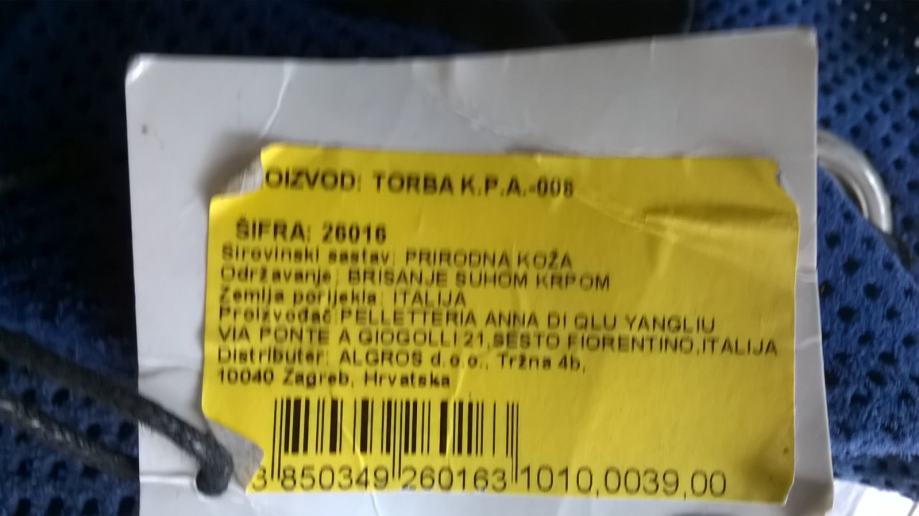 OIZVOD: TORBA K.P.A.-008
ŠIFRA: 26016
Sirovinski sastav: PRIRODNA KOŽA
Održavanje: BRISANJE SUHOM KRPOM
Zemlja porijekla: ITALIJA
Proizvođač PELLETTERIA ANNA DI QLU YANGLIU
VIA PONTE A GIOGOLLI 21,SESTO FIORENTINO,ITALIJA
Distributer: ALGROS d.o.o., Tržna 4b,
10040 Zagreb, Hrvatska
3 850349 260163 1010,0039,00